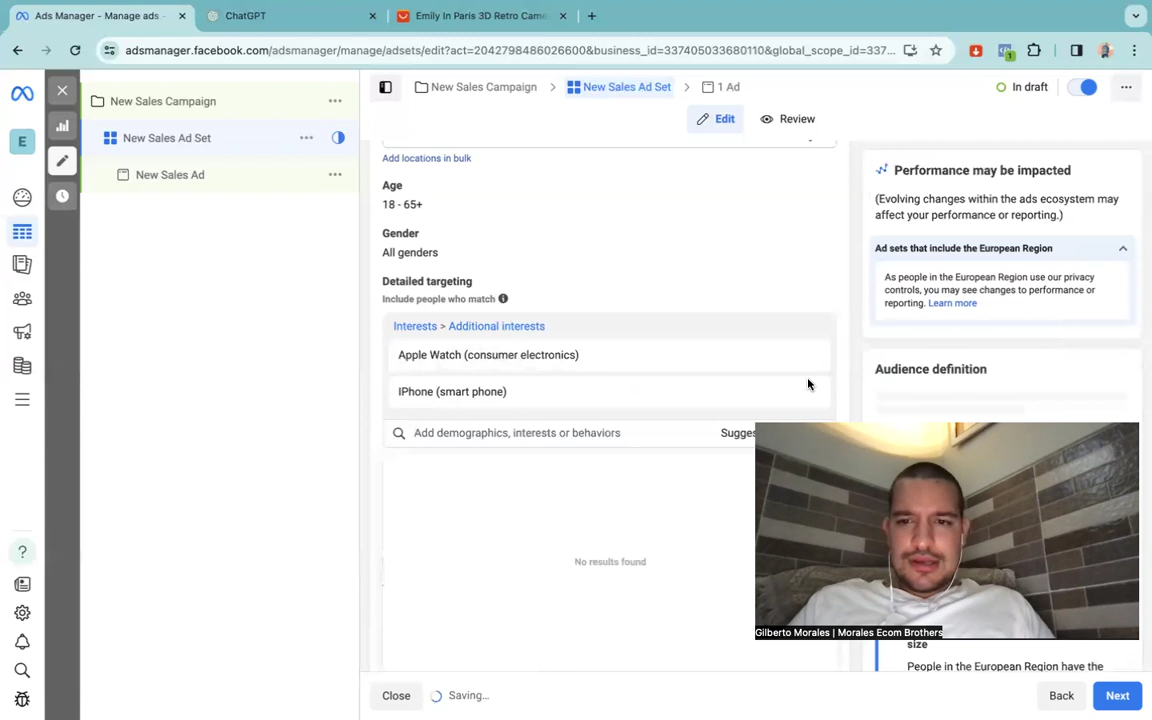 Ads Manager - Manage ads -
ChatGPT
Emily In Paris 3D Retro Came
adsmanager.facebook.com/adsmanager/manage/adsets/edit?act=2042798486026600&business_id=337405033680110&global_scope_id=337...
1
New Sales Campaign
New Sales Ad Set
New Sales Ad
E
New Sales Campaign
New Sales Ad Set
1 Ad
In draft
Edit
Review
Add locations in bulk
Age
18 - 65+
Gender
All genders
Detailed targeting
Include people who match
Interests > Additional interests
Apple Watch (consumer electronics)
IPhone (smart phone)
Add demographics, interests or behaviors
Sugges
No results found
Performance may be impacted
(Evolving changes within the ads ecosystem may
affect your performance or reporting.)
Ad sets that include the European Region
As people in the European Region use our privacy
controls, you may see changes to performance or
reporting. Learn more
Audience definition
Gilberto Morales | Morales Ecom Brothers
size
People in the European Region have the
Close
Saving...
Back
Next